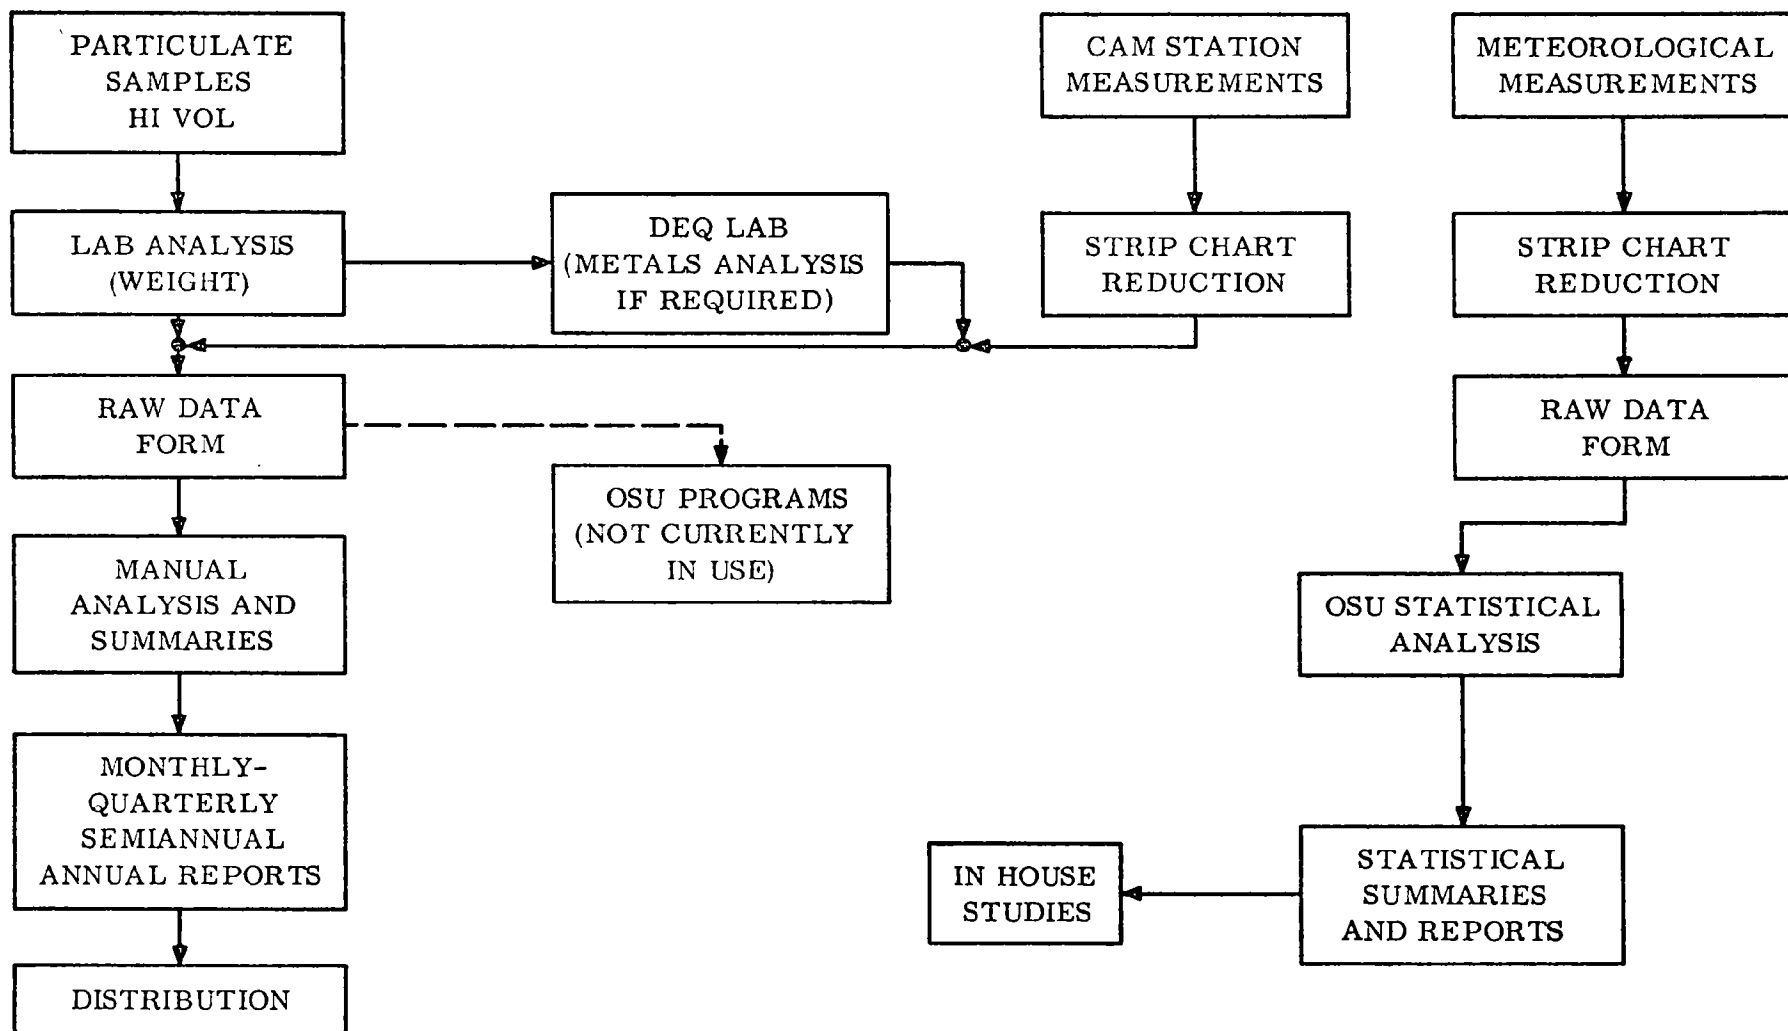 PARTICULATE
SAMPLES
HI VOL
CAM STATION
MEASUREMENTS
METEOROLOGICAL
MEASUREMENTS
LAB ANALYSIS
(WEIGHT)
DEQ LAB
(METALS ANALYSIS
IF REQUIRED)
STRIP CHART
REDUCTION
STRIP CHART
REDUCTION
RAW DATA
FORM
OSU PROGRAMS
(NOT CURRENTLY
IN USE)
RAW DATA
FORM
MANUAL
ANALYSIS AND
SUMMARIES
OSU STATISTICAL
ANALYSIS
MONTHLY-
QUARTERLY
SEMIANNUAL
ANNUAL REPORTS
IN HOUSE
STUDIES
STATISTICAL
SUMMARIES
AND REPORTS
DISTRIBUTION